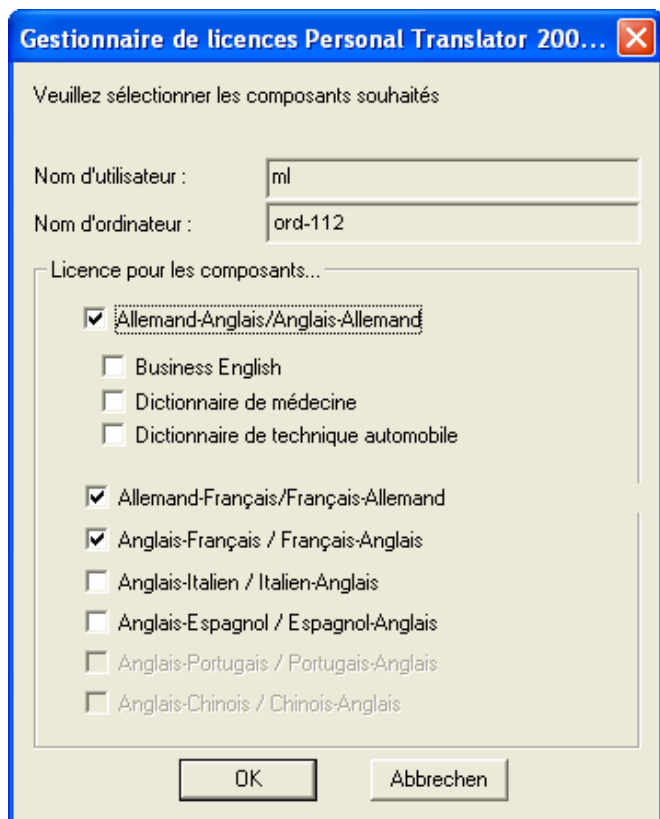 Gestionnaire de licences Personal Translator 200...
Veuillez sélectionner les composants souhaités
Nom d'utilisateur : ml
Nom d'ordinateur : ord-112
Licence pour les composants...
Allemand-Anglais/Anglais-Allemand
Business English
Dictionnaire de médecine
Dictionnaire de technique automobile
Allemand-Français/Français-Allemand
Anglais-Français / Français-Anglais
Anglais-Italien / Italien-Anglais
Anglais-Espagnol / Espagnol-Anglais
Anglais-Portugais / Portugais-Anglais
Anglais-Chinois / Chinois-Anglais
OK Abbrechen